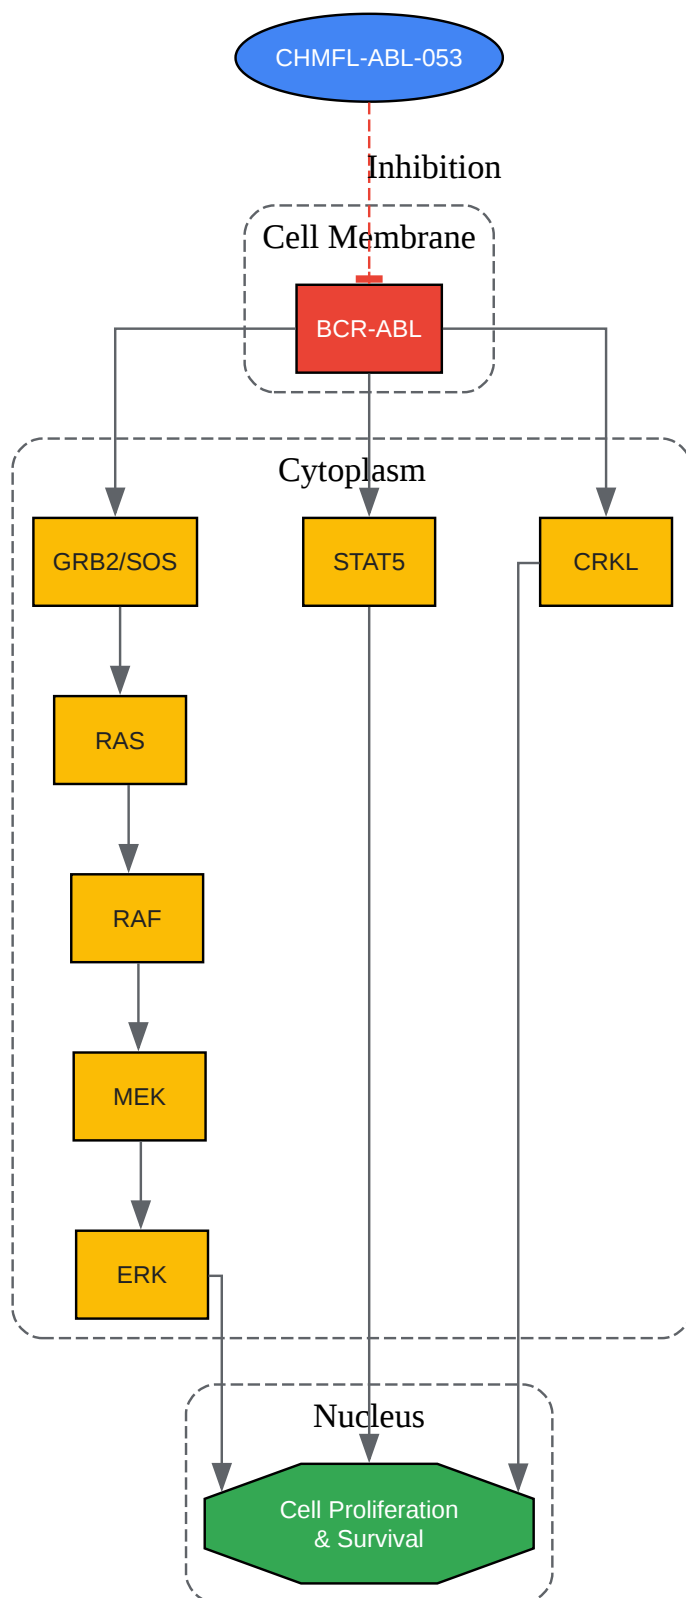 CHMFL-ABL-053
Inhibition
Cell Membrane
BCR-ABL
Cytoplasm
GRB2/SOS
STAT5
CRKL
RAS
RAF
MEK
ERK
Nucleus
Cell Proliferation
& Survival